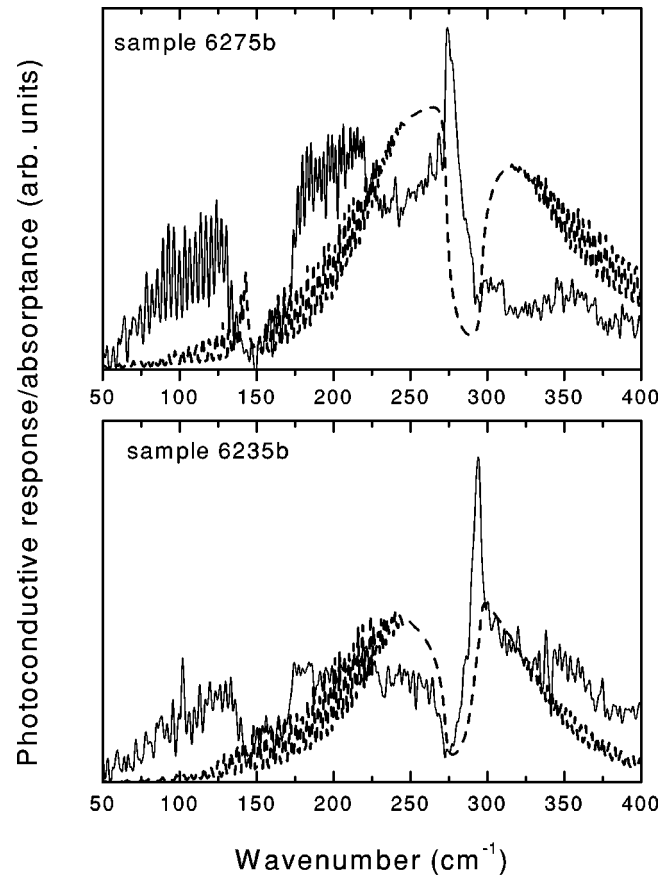 sample 6275b
50 100 150 200 250 300 350 400
sample 6235b
50 100 150 200 250 300 350 400
Photoconductive response/absorptance (arb. units)
Wavenumber (cm⁻¹)